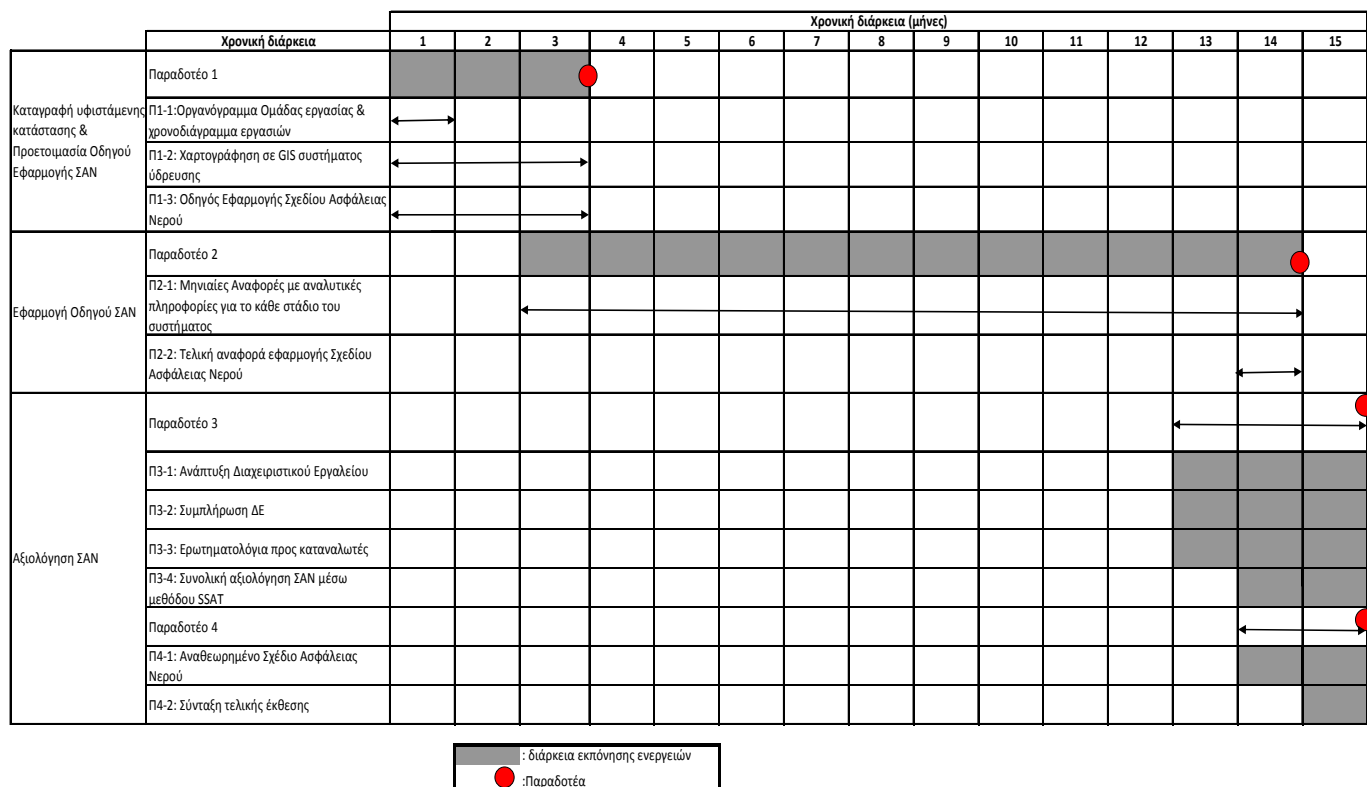 Χρονική διάρκεια (μήνες)
Χρονική διάρκεια 1 2 3 4 5 6 7 8 9 10 11 12 13 14 15
Καταγραφή υφιστάμενης
κατάστασης &
Προετοιμασία Οδηγού
Εφαρμογής ΣΑΝ
Παραδοτέο 1
Π1-1:Οργανόγραμμα Ομάδας εργασίας &
χρονοδιάγραμμα εργασιών
Π1-2: Χαρτογράφηση σε GIS συστήματος
ύδρευσης
Π1-3: Οδηγός Εφαρμογής Σχεδίου Ασφάλειας
Νερού
Εφαρμογή Οδηγού ΣΑΝ
Παραδοτέο 2
Π2-1: Μηνιαίες Αναφορές με αναλυτικές
πληροφορίες για το κάθε στάδιο του
συστήματος
Π2-2: Τελική αναφορά εφαρμογής Σχεδίου
Ασφάλειας Νερού
Αξιολόγηση ΣΑΝ
Παραδοτέο 3
Π3-1: Ανάπτυξη Διαχειριστικού Εργαλείου
Π3-2: Συμπλήρωση ΔΕ
Π3-3: Ερωτηματολόγια προς καταναλωτές
Π3-4: Συνολική αξιολόγηση ΣΑΝ μέσω
μεθόδου SSAT
Παραδοτέο 4
Π4-1: Αναθεωρημένο Σχέδιο Ασφάλειας
Νερού
Π4-2: Σύνταξη τελικής έκθεσης
: διάρκεια εκπόνησης ενεργειών
:Παραδοτέα